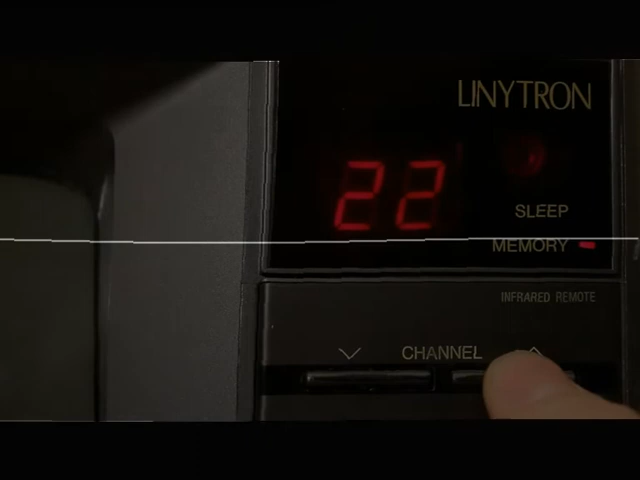 LINYTRON
22
SLEEP
MEMORY
INFRARED REMOTE
CHANNEL